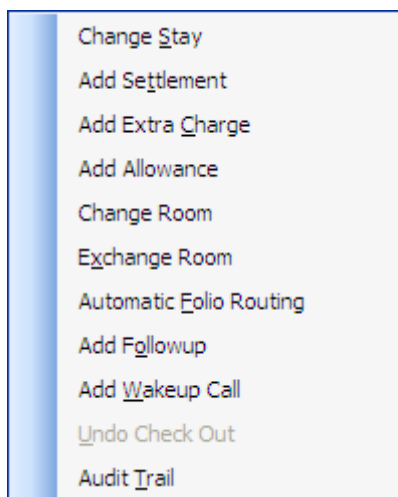 Change Stay
Add Settlement
Add Extra Charge
Add Allowance
Change Room
Exchange Room
Automatic Folio Routing
Add Followup
Add Wakeup Call
Undo Check Out
Audit Trail